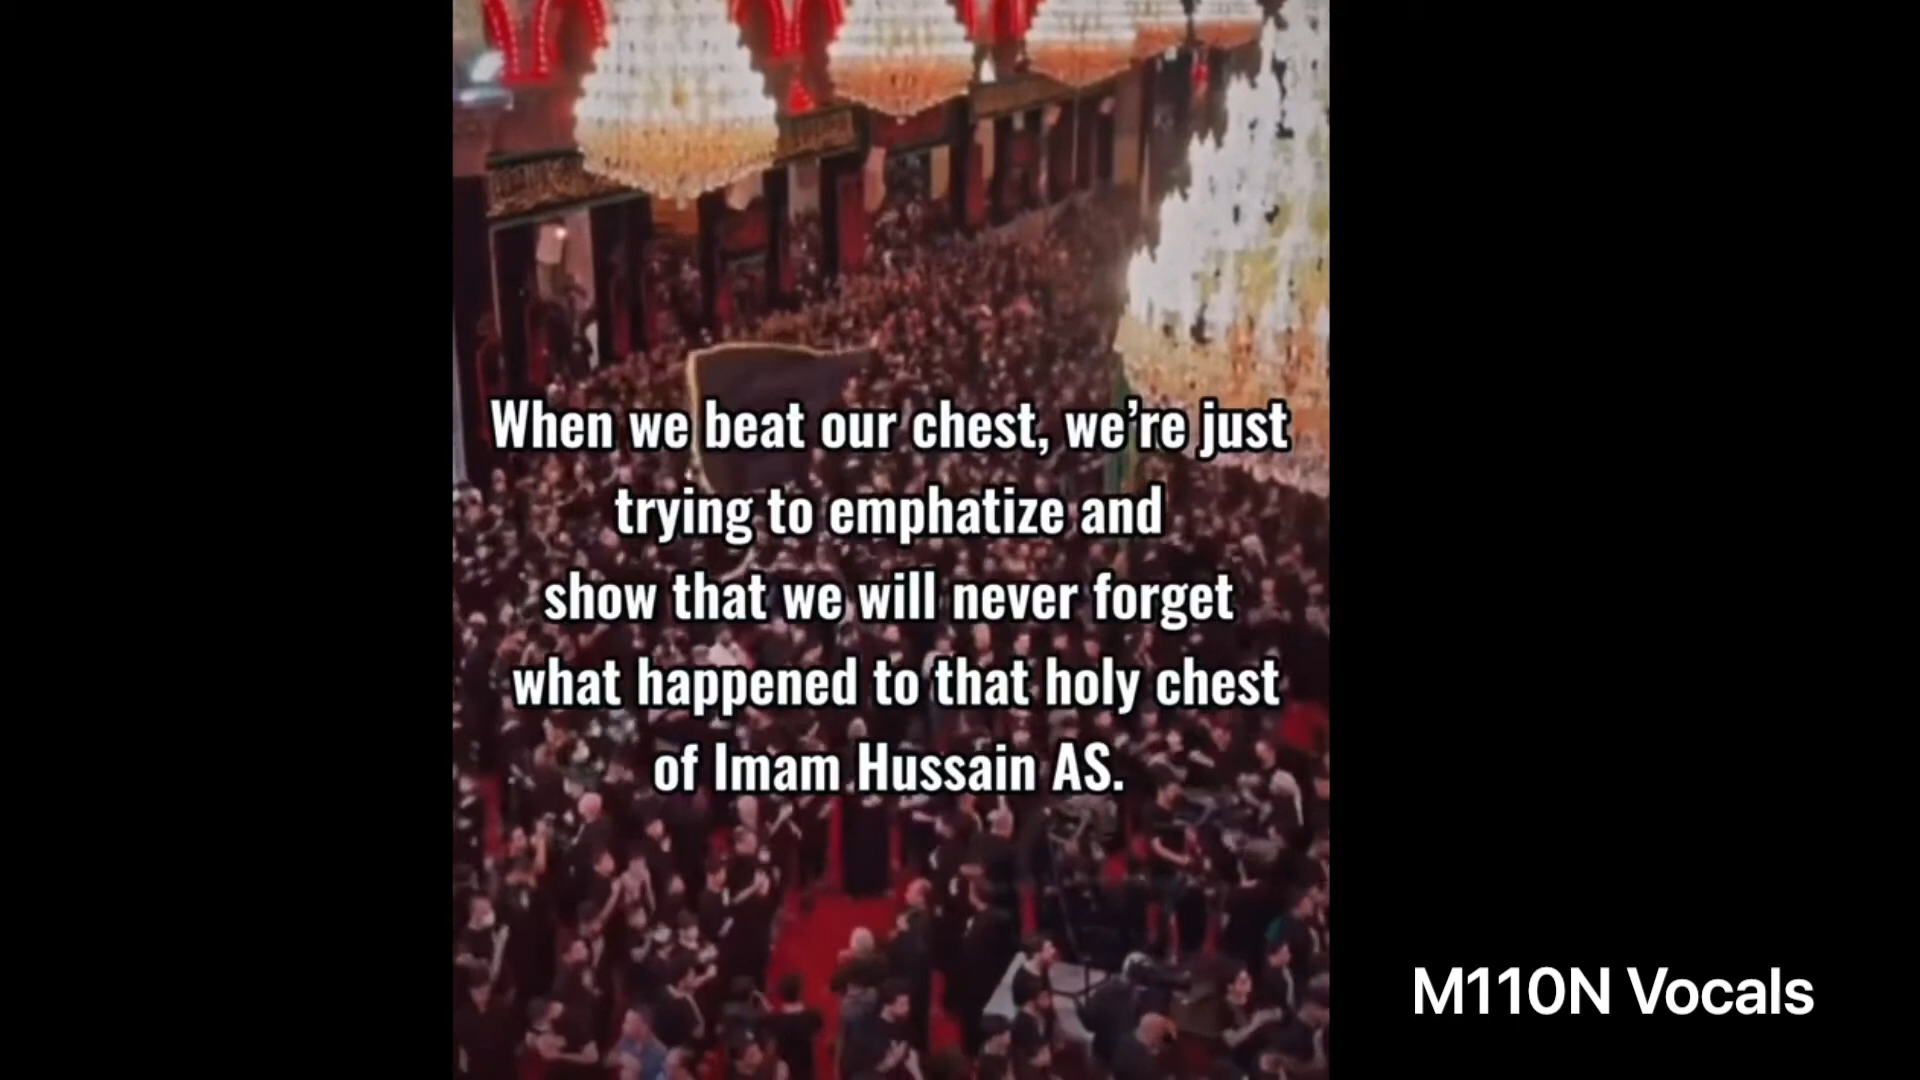 When we beat our chest, we’re just
trying to emphatize and
show that we will never forget
what happened to that holy chest
of Imam Hussain AS.
M110N Vocals